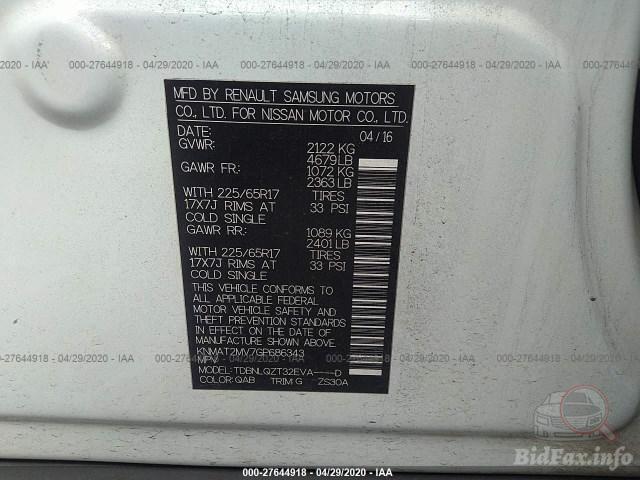 000-27644918 - 04/29/2020 - IAA
000-27644918 - 04/29/2020 - IAA
000-27644918 - 04/29/2020 - IAA
MFD BY RENAULT SAMSUNG MOTORS
CO., LTD. FOR NISSAN MOTOR CO., LTD.
DATE: 04/16
GVWR: 2122 KG
4679 LB
GAWR FR: 1072 KG
2363 LB
WITH 225/65R17 TIRES
17X7J RIMS AT 33 PSI
COLD SINGLE
GAWR RR: 1089 KG
2401 LB
WITH 225/65R17 TIRES
17X7J RIMS AT 33 PSI
COLD SINGLE
THIS VEHICLE CONFORMS TO
ALL APPLICABLE FEDERAL
MOTOR VEHICLE SAFETY AND
THEFT PREVENTION STANDARDS
IN EFFECT ON THE DATE OF
MANUFACTURE SHOWN ABOVE.
KNMAT2MV7GP686343
MPV
MODEL: TDBNLQZT32EVA----D
COLOR: QAB TRIM G ZS30A
000-27644918 - 04/29/2020 - IAA
000-27644918 - 04/29/2020 - IAA
BidFax.info
000-27644918 - 04/29/2020 - IAA